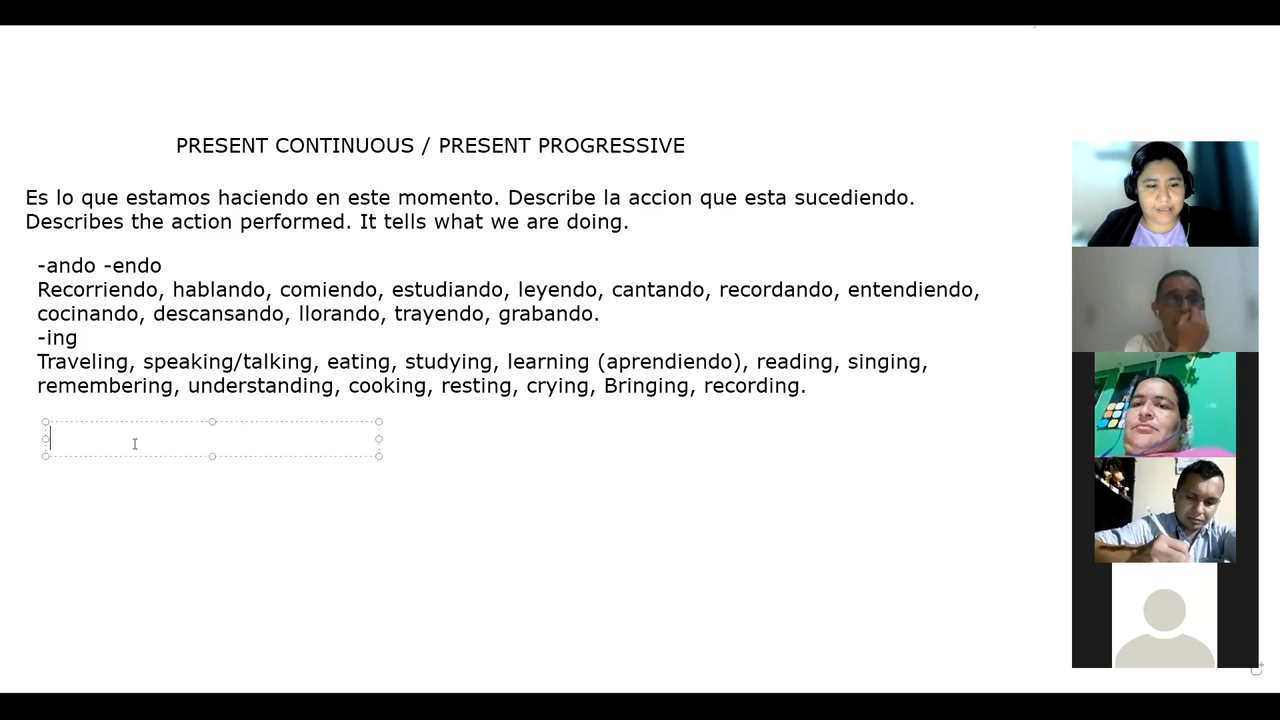 PRESENT CONTINUOUS / PRESENT PROGRESSIVE
Es lo que estamos haciendo en este momento. Describe la accion que esta sucediendo.
Describes the action performed. It tells what we are doing.
-ando -endo
Recorriendo, hablando, comiendo, estudiando, leyendo, cantando, recordando, entendiendo,
cocinando, descansando, llorando, trayendo, grabando.
-ing
Traveling, speaking/talking, eating, studying, learning (aprendiendo), reading, singing,
remembering, understanding, cooking, resting, crying, Bringing, recording.